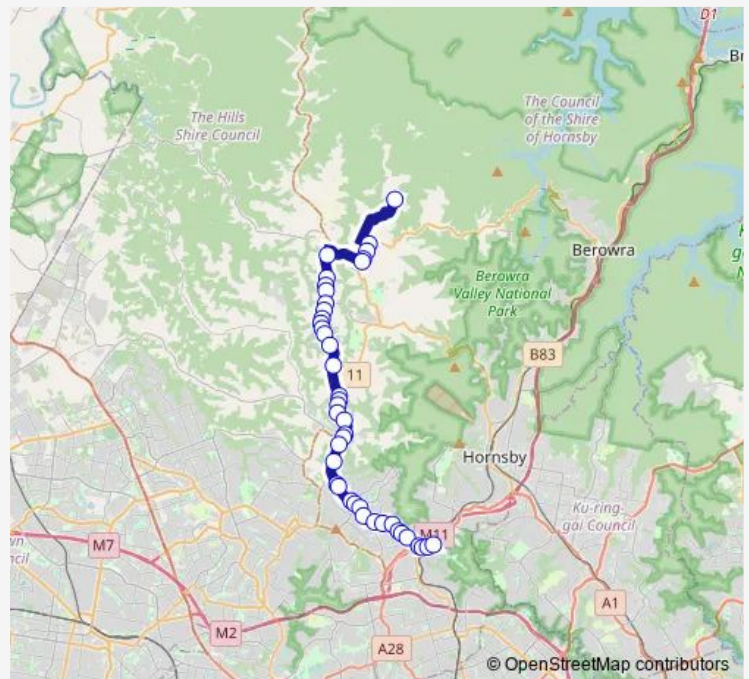 D1
Br
The Hills
Shire Council
The Council
of the Shire
of Hornsby
Berowra
Berowra
Valley National
Park
B83
11
Hornsby
Ku-ring-
gai Council
M11
M7
M2
A1
A28
© OpenStreetMap contributors